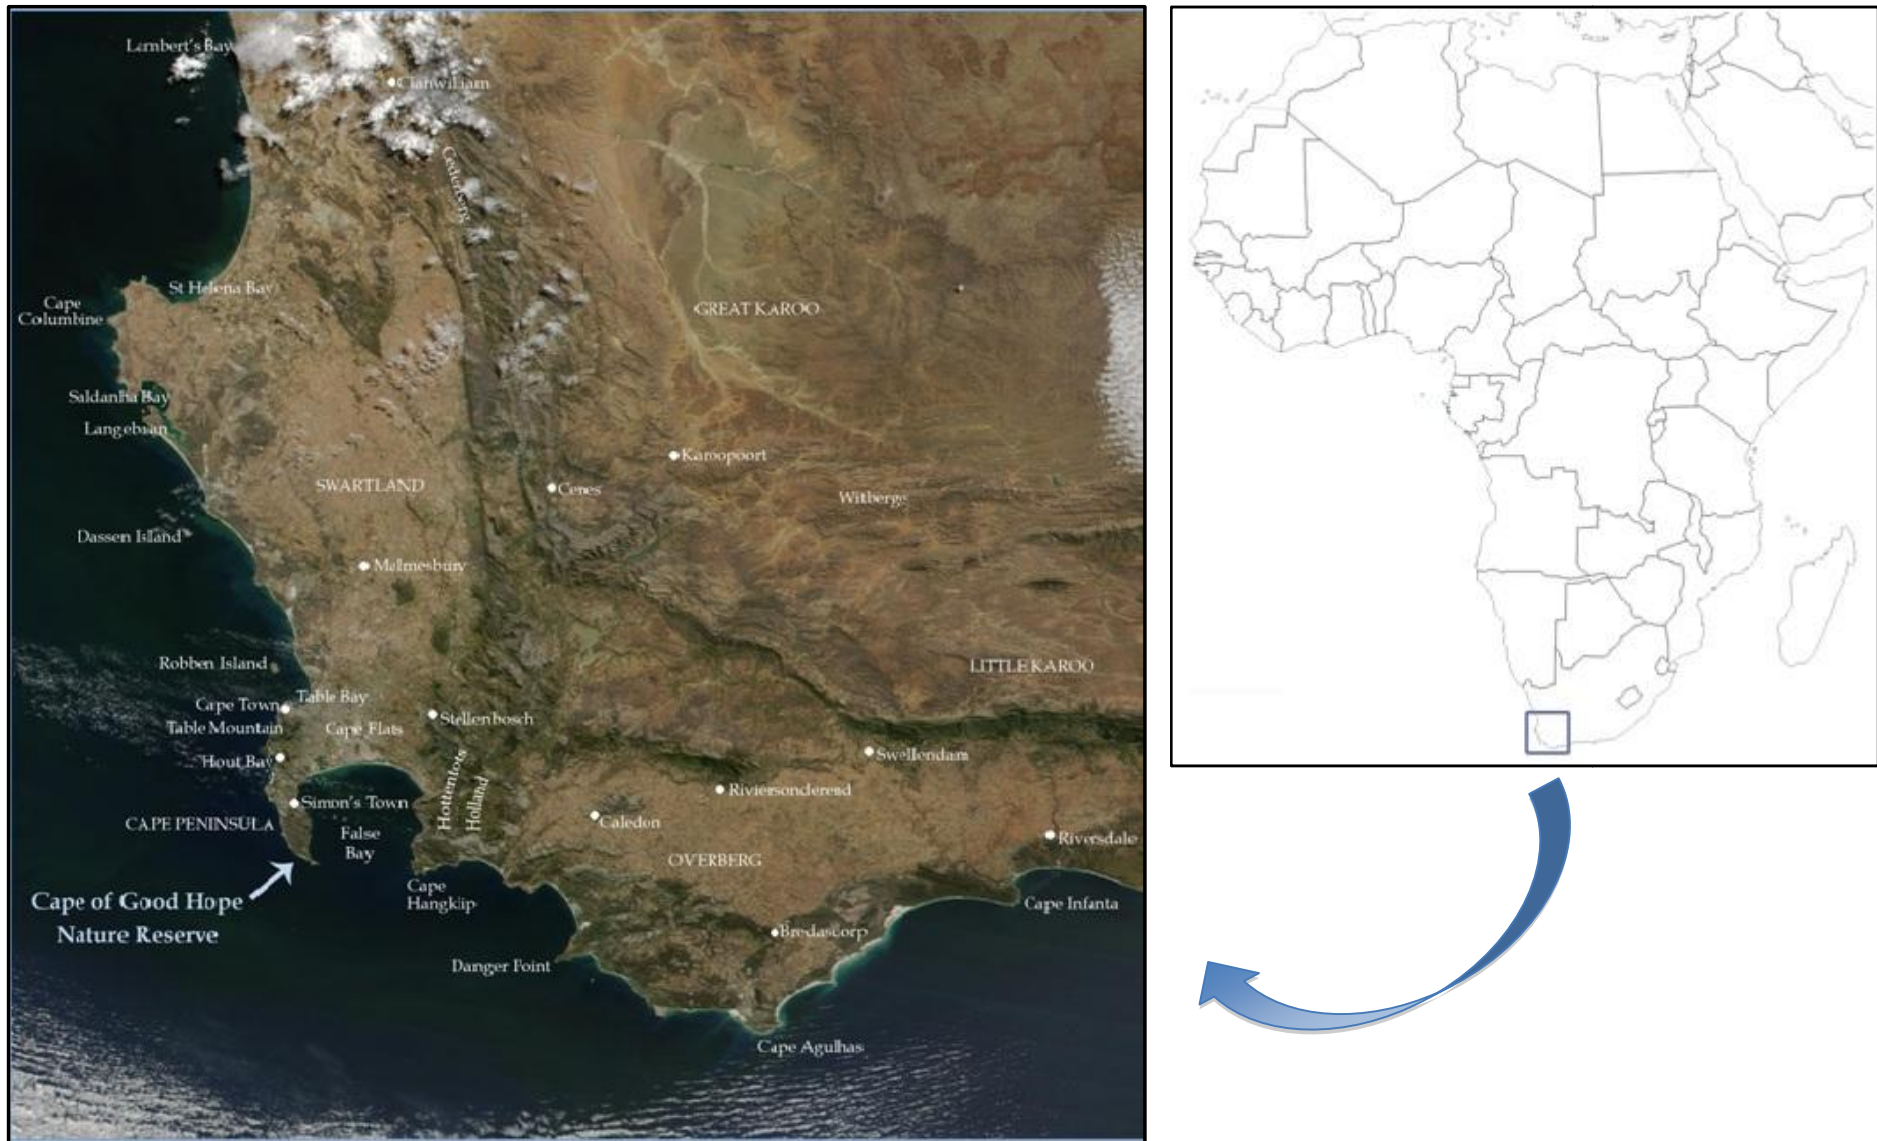 Lambert's Bay
Clanwilliam
Cederberg
St Helena Bay
Cape
Columbine
GREAT KAROO
Saldanha Bay
Langebaan
Karoopoort
SWARTLAND
Ceres
Witberge
Dassen Island
Malmesbury
Robben Island
LITTLE KAROO
Table Bay
Cape Town
Stellenbosch
Table Mountain
Cape Flats
Swellendam
Hout Bay
Hottentots
Holland
Riviersonderend
Simon's Town
CAPE PENINSULA
Caledon
False
Bay
Riversdale
OVERBERG
Cape
Hangklip
Cape of Good Hope
Nature Reserve
Cape Infanta
Bredasdorp
Danger Point
Cape Agulhas